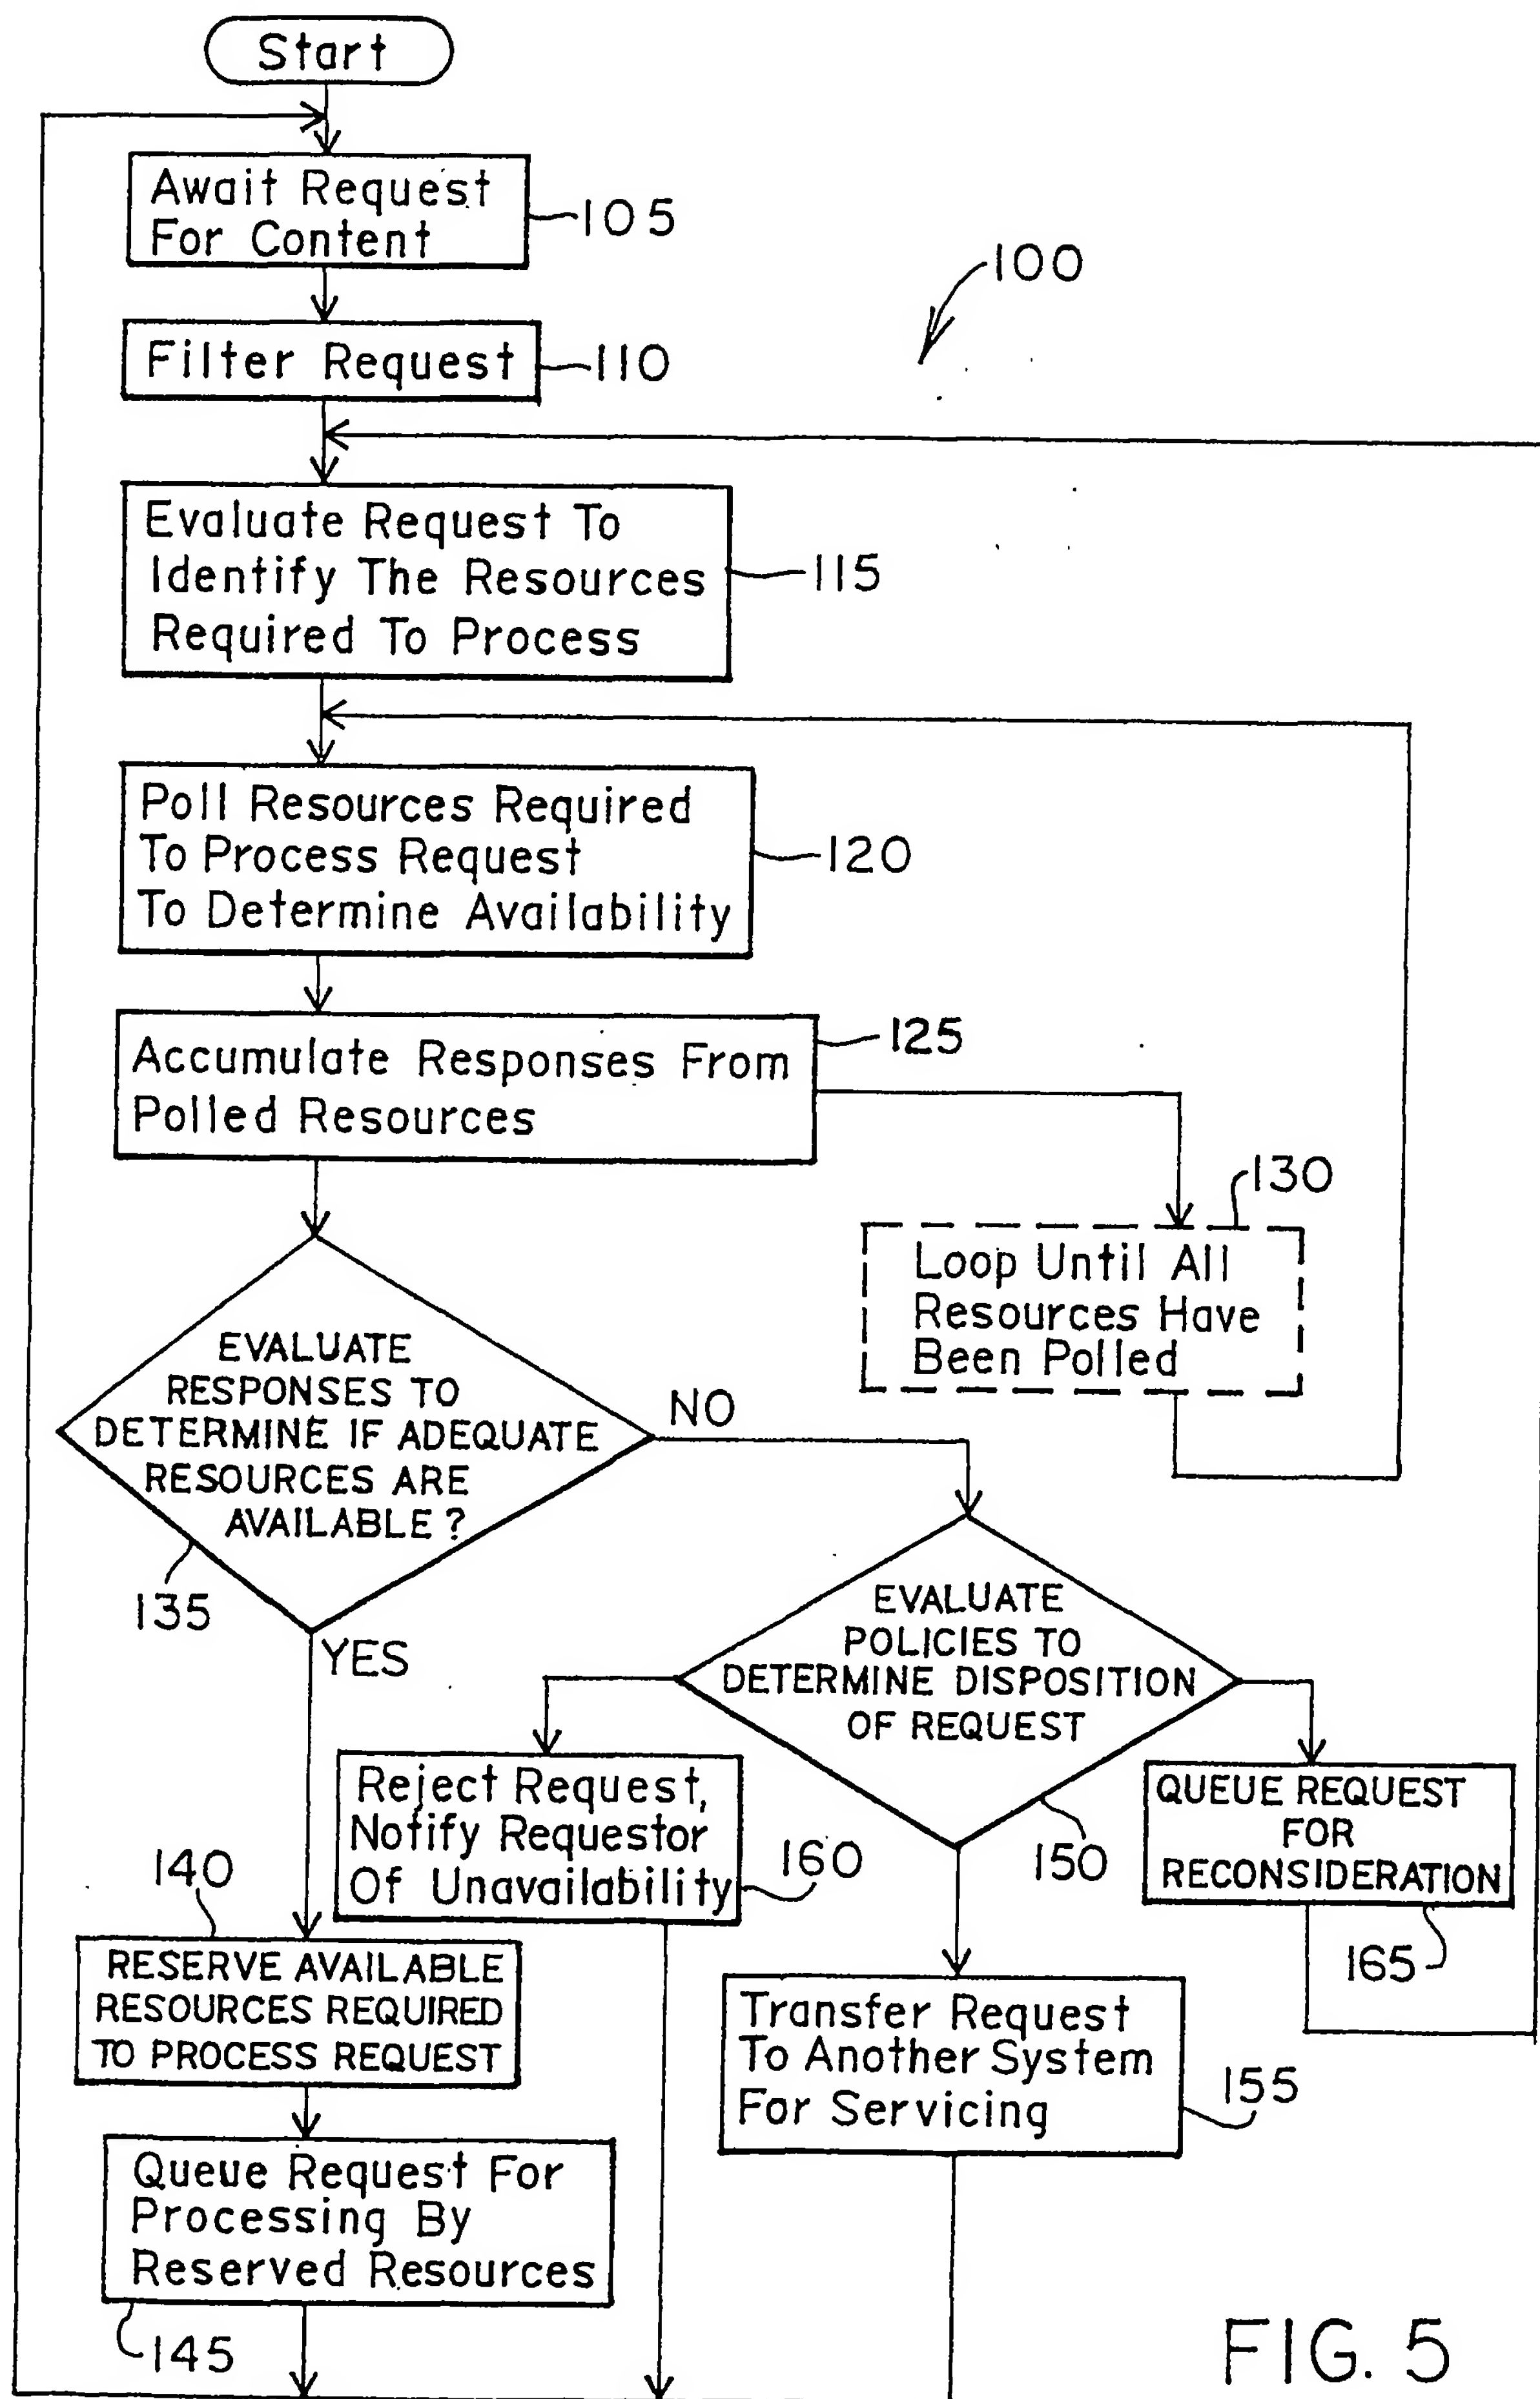 Start
Await Request
For Content
105
100
Filter Request
110
Evaluate Request To
Identify The Resources
Required To Process
115
Poll Resources Required
To Process Request
To Determine Availability
120
Accumulate Responses From
Polled Resources
125
130
Loop Until All
Resources Have
Been Polled
EVALUATE
RESPONSES TO
DETERMINE IF ADEQUATE
RESOURCES ARE
AVAILABLE?
NO
135
YES
EVALUATE
POLICIES TO
DETERMINE DISPOSITION
OF REQUEST
150
Reject Request,
Notify Requestor
Of Unavailability
160
QUEUE REQUEST
FOR
RECONSIDERATION
165
140
RESERVE AVAILABLE
RESOURCES REQUIRED
TO PROCESS REQUEST
Transfer Request
To Another System
For Servicing
155
Queue Request For
Processing By
Reserved Resources
145
FIG. 5